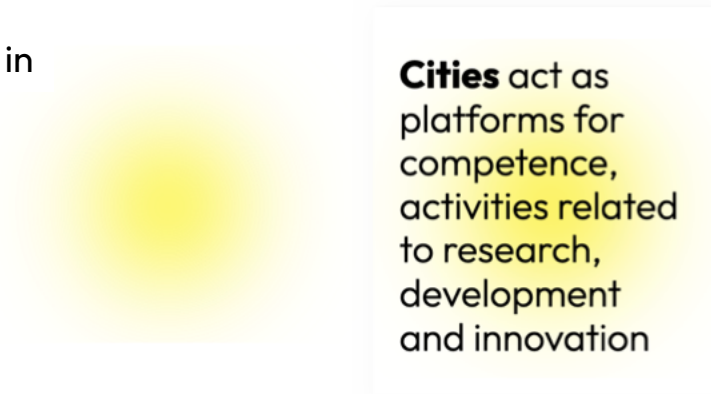 in
Cities act as
platforms for
competence,
activities related
to research,
development
and innovation